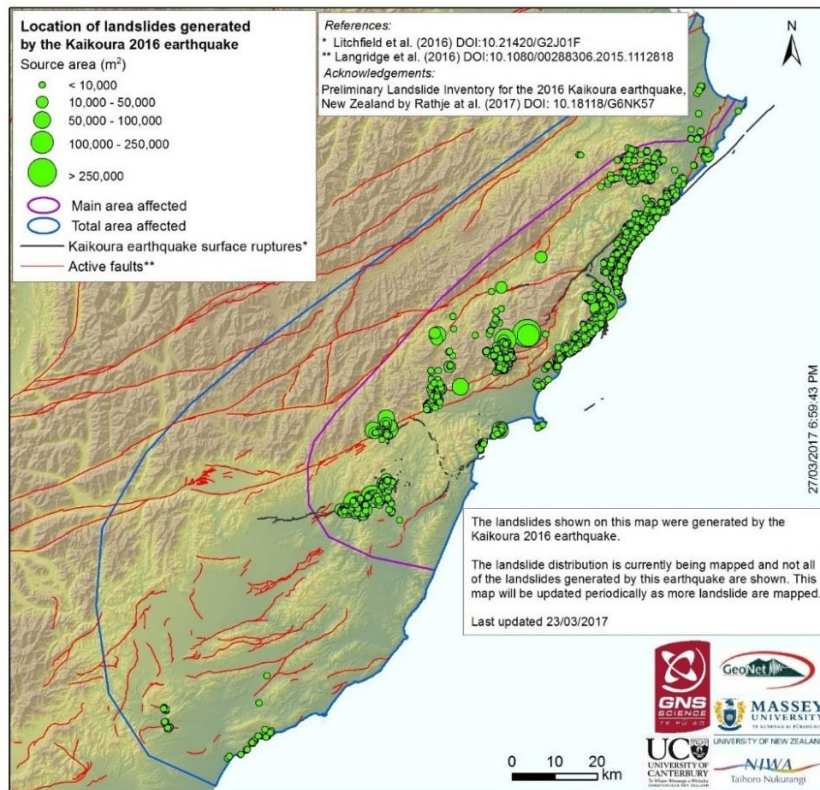 Location of landslides generated
by the Kaikoura 2016 earthquake
Source area (m²)
< 10,000
10,000 - 50,000
50,000 - 100,000
100,000 - 250,000
> 250,000
Main area affected
Total area affected
Kaikoura earthquake surface ruptures*
Active faults**
References:
* Litchfield et al. (2016) DOI:10.21420/G2J01F
** Langridge et al. (2016) DOI:10.1080/00288306.2015.1112818
Acknowledgements:
Preliminary Landslide Inventory for the 2016 Kaikoura earthquake,
New Zealand by Rathje at al. (2017) DOI: 10.18118/G6NK57
N
27/03/2017 6:59:43 PM
The landslides shown on this map were generated by the
Kaikoura 2016 earthquake.
The landslide distribution is currently being mapped and not all
of the landslides generated by this earthquake are shown. This
map will be updated periodically as more landslide are mapped.
Last updated 23/03/2017
0 10 20
km
GNS
SCIENCE
TE PŪ AO
GeoNet
MASSEY
UNIVERSITY
UNIVERSITY OF NEW ZEALAND
UC
UNIVERSITY OF
CANTERBURY
NIWA
Taihoro Nukurangi